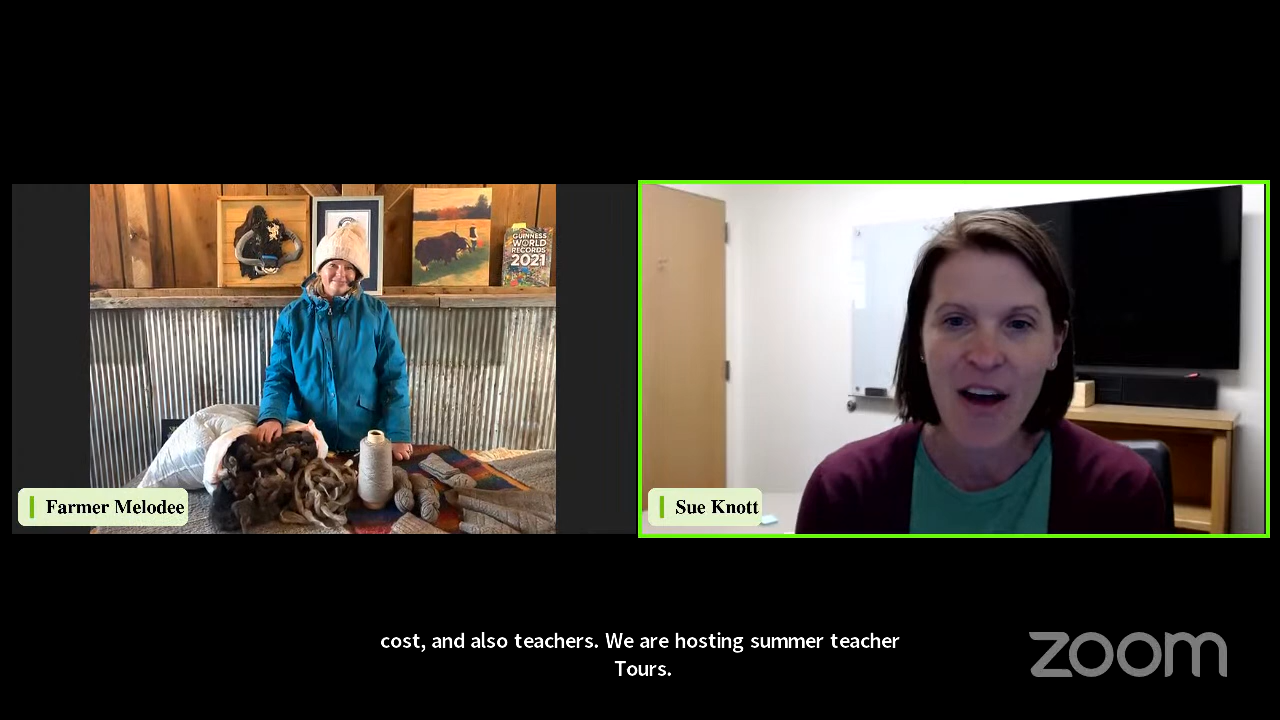 GUINNESS
WORLD
RECORDS
2021
Farmer Melodee
Sue Knott
cost, and also teachers. We are hosting summer teacher
Tours.
zoom